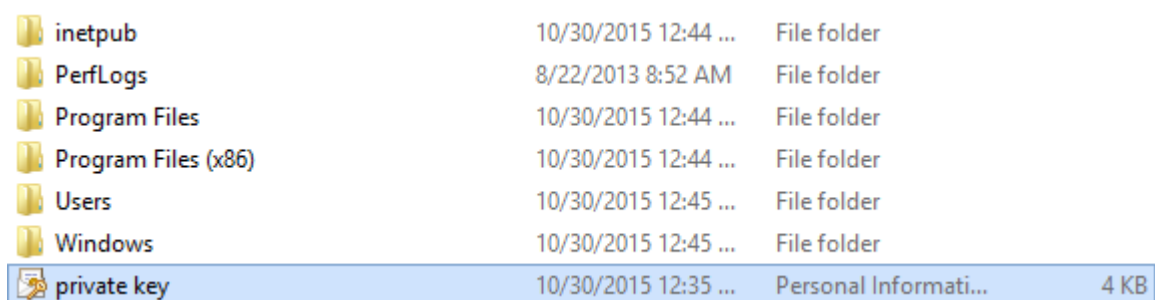 inetpub 10/30/2015 12:44 ... File folder
PerfLogs 8/22/2013 8:52 AM File folder
Program Files 10/30/2015 12:44 ... File folder
Program Files (x86) 10/30/2015 12:44 ... File folder
Users 10/30/2015 12:45 ... File folder
Windows 10/30/2015 12:45 ... File folder
private key 10/30/2015 12:35 ... Personal Informati... 4 KB